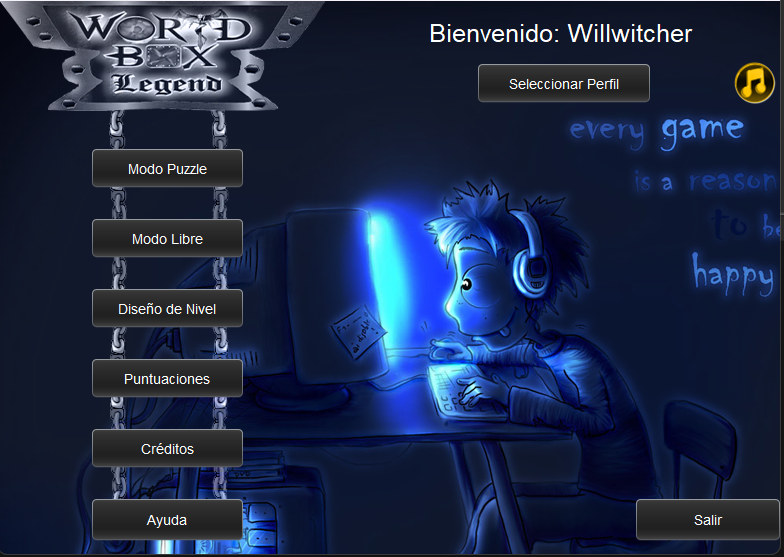 WORLD
BOX
Legend
Bienvenido: Willwitcher
Seleccionar Perfil
every game
is a reason
to be
happy
Modo Puzzle
Modo Libre
Diseño de Nivel
Puntuaciones
Créditos
Ayuda
Salir